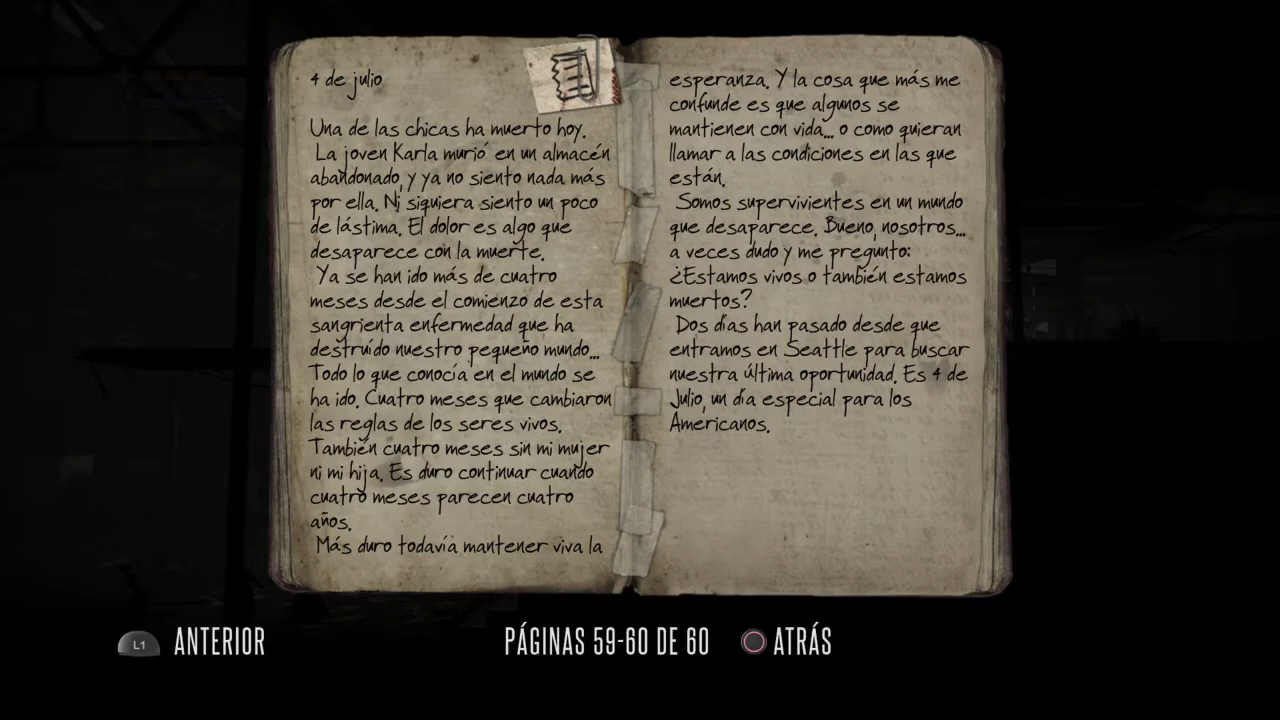 4 de julio
Una de las chicas ha muerto hoy.
La joven Karla murió en un almacén
abandonado, y ya no siento nada más
por ella. Ni siquiera siento un poco
de lástima. El dolor es algo que
desaparece con la muerte.
Ya se han ido más de cuatro
meses desde el comienzo de esta
sangrienta enfermedad que ha
destruído nuestro pequeño mundo...
Todo lo que conocía en el mundo se
ha ido. Cuatro meses que cambiaron
las reglas de los seres vivos.
También cuatro meses sin mi mujer
ni mi hija. Es duro continuar cuando
cuatro meses parecen cuatro
años.
Más duro todavía mantener viva la
esperanza. Y la cosa que más me
confunde es que algunos se
mantienen con vida... o como quieran
llamar a las condiciones en las que
están.
Somos supervivientes en un mundo
que desaparece. Bueno, nosotros...
a veces dudo y me pregunto:
¿Estamos vivos o también estamos
muertos?
Dos días han pasado desde que
entramos en Seattle para buscar
nuestra última oportunidad. Es 4 de
Julio, un día especial para los
Americanos.
L1 ANTERIOR
PÁGINAS 59-60 DE 60
ATRÁS